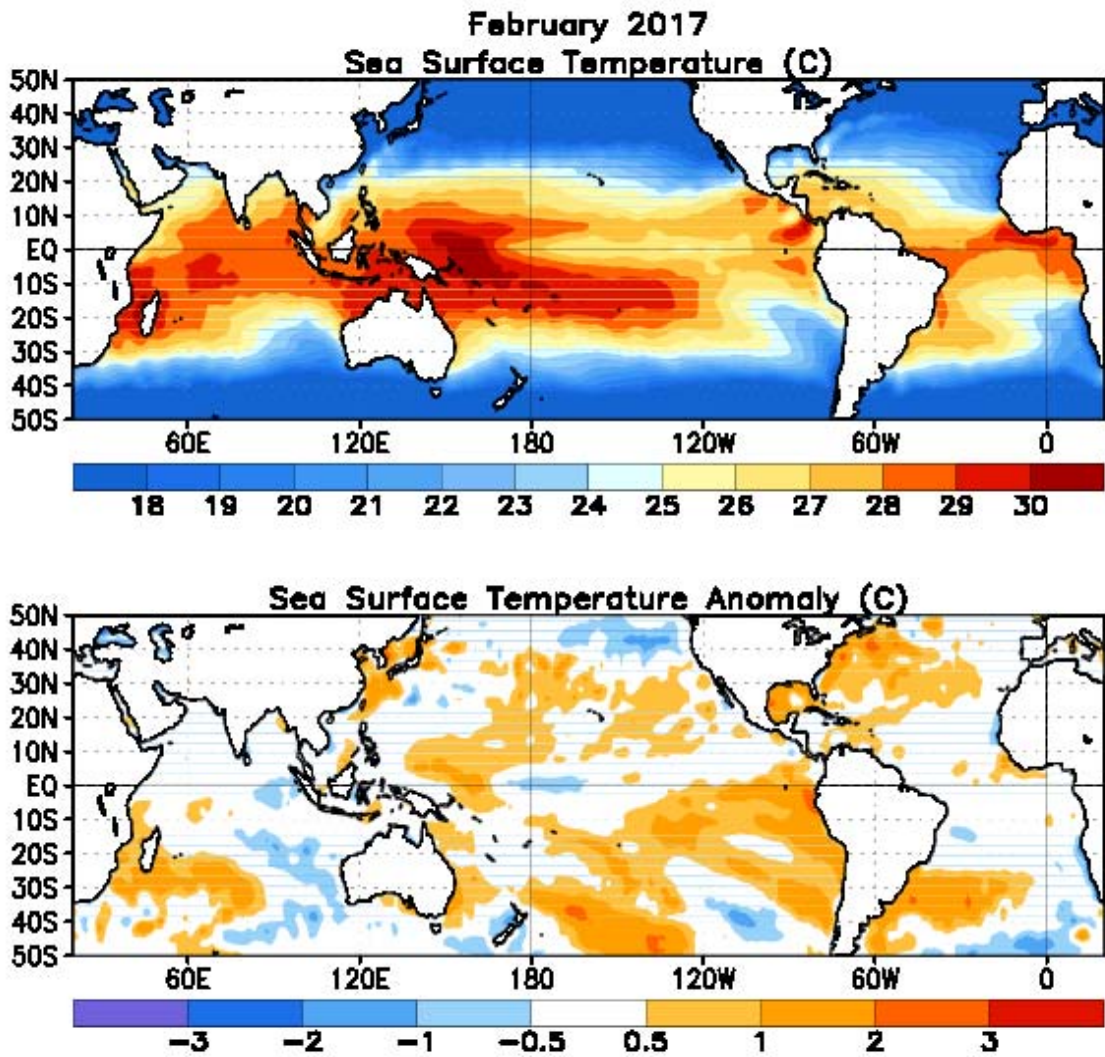 February 2017
Sea Surface Temperature (C)
50N
40N
30N
20N
10N
EQ
10S
20S
30S
40S
50S
60E 120E 180 120W 60W 0
18 19 20 21 22 23 24 25 26 27 28 29 30
Sea Surface Temperature Anomaly (C)
50N
40N
30N
20N
10N
EQ
10S
20S
30S
40S
50S
60E 120E 180 120W 60W 0
-3 -2 -1 -0.5 0.5 1 2 3